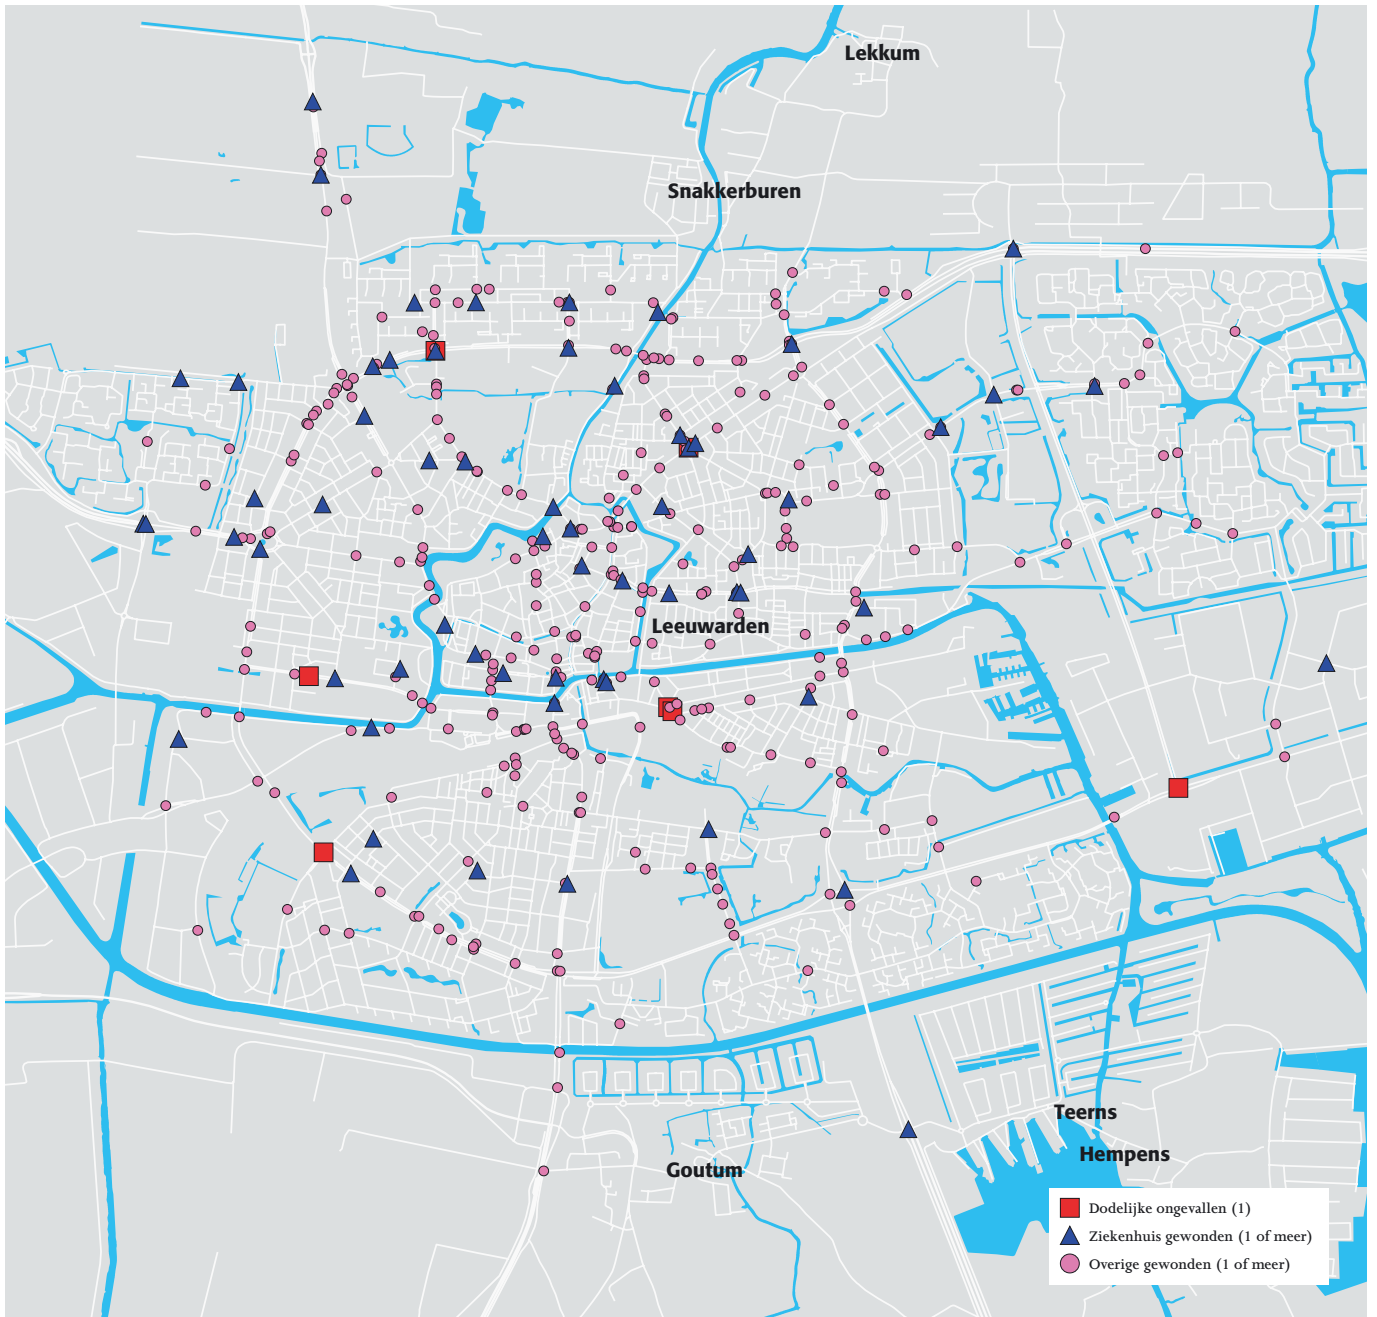 Lekkum
Snakkerburen
Leeuwarden
Teerns
Hempens
Goutum
Dodelijke ongevallen (1)
Ziekenhuis gewonden (1 of meer)
Overige gewonden (1 of meer)